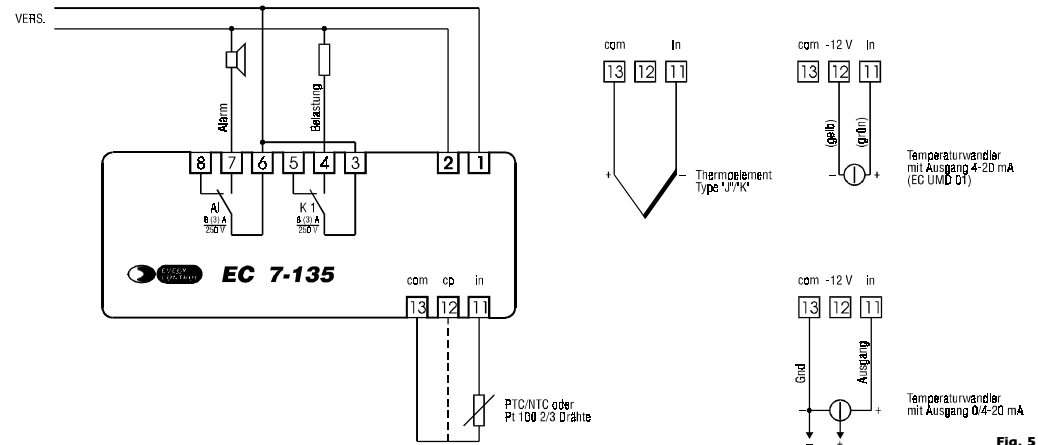 VERS.
Alarm
Belastung
8 7 6 5 4 3 2 1
Al
8 (3) A
250 V
K 1
8 (3) A
250 V
EVERY
CONTROL
EC 7-135
com cp in
13 12 11
PTC/NTC oder
Pt 100 2/3 Drähte
com In
13 12 11
+
-
Thermoelement
Type "J"/"K"
com -12 V In
13 12 11
(gelb)
(grün)
- +
Temperaturwandler
mit Ausgang 4-20 mA
(EC UMD 01)
com -12 V in
13 12 11
Gnd
Ausgang
- +
Temperaturwandler
mit Ausgang 0/4-20 mA
- +
Fig. 5